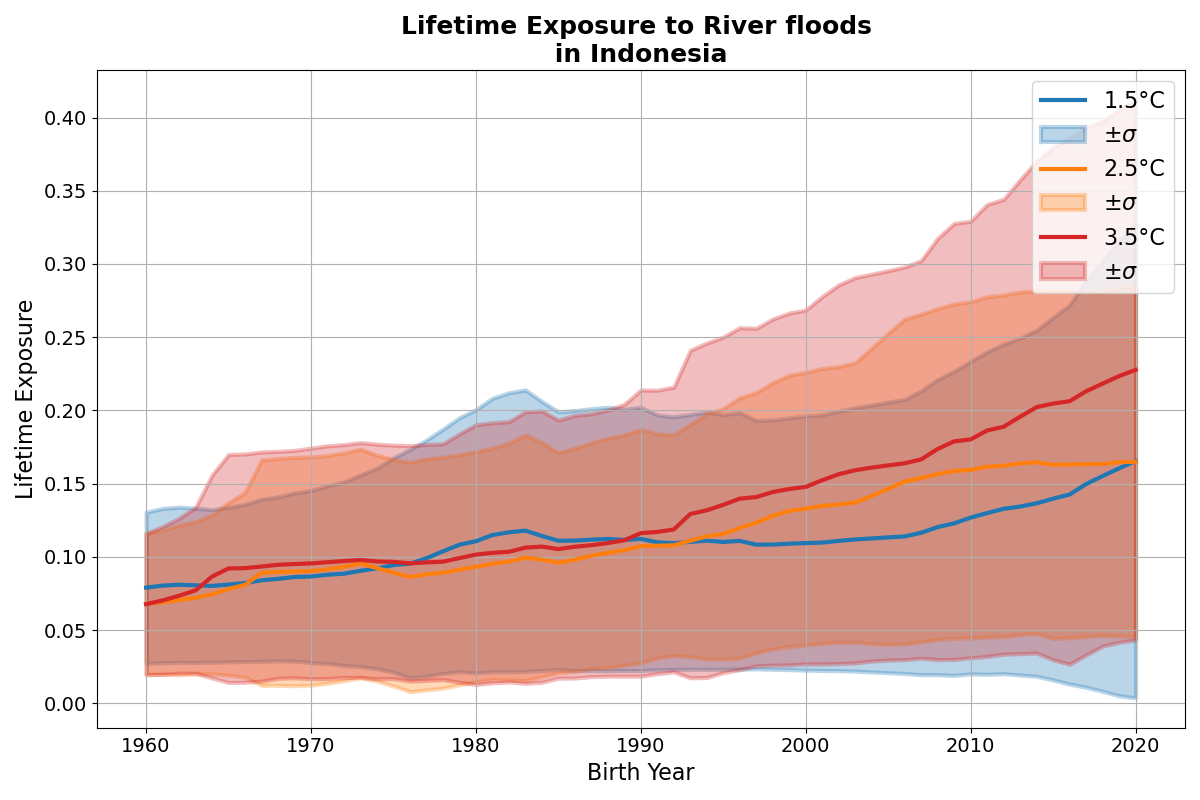 Lifetime Exposure to River floods
in Indonesia
Lifetime Exposure
0.40
0.35
0.30
0.25
0.20
0.15
0.10
0.05
0.00
1960 1970 1980 1990 2000 2010 2020
Birth Year
1.5°C
±σ
2.5°C
±σ
3.5°C
±σ